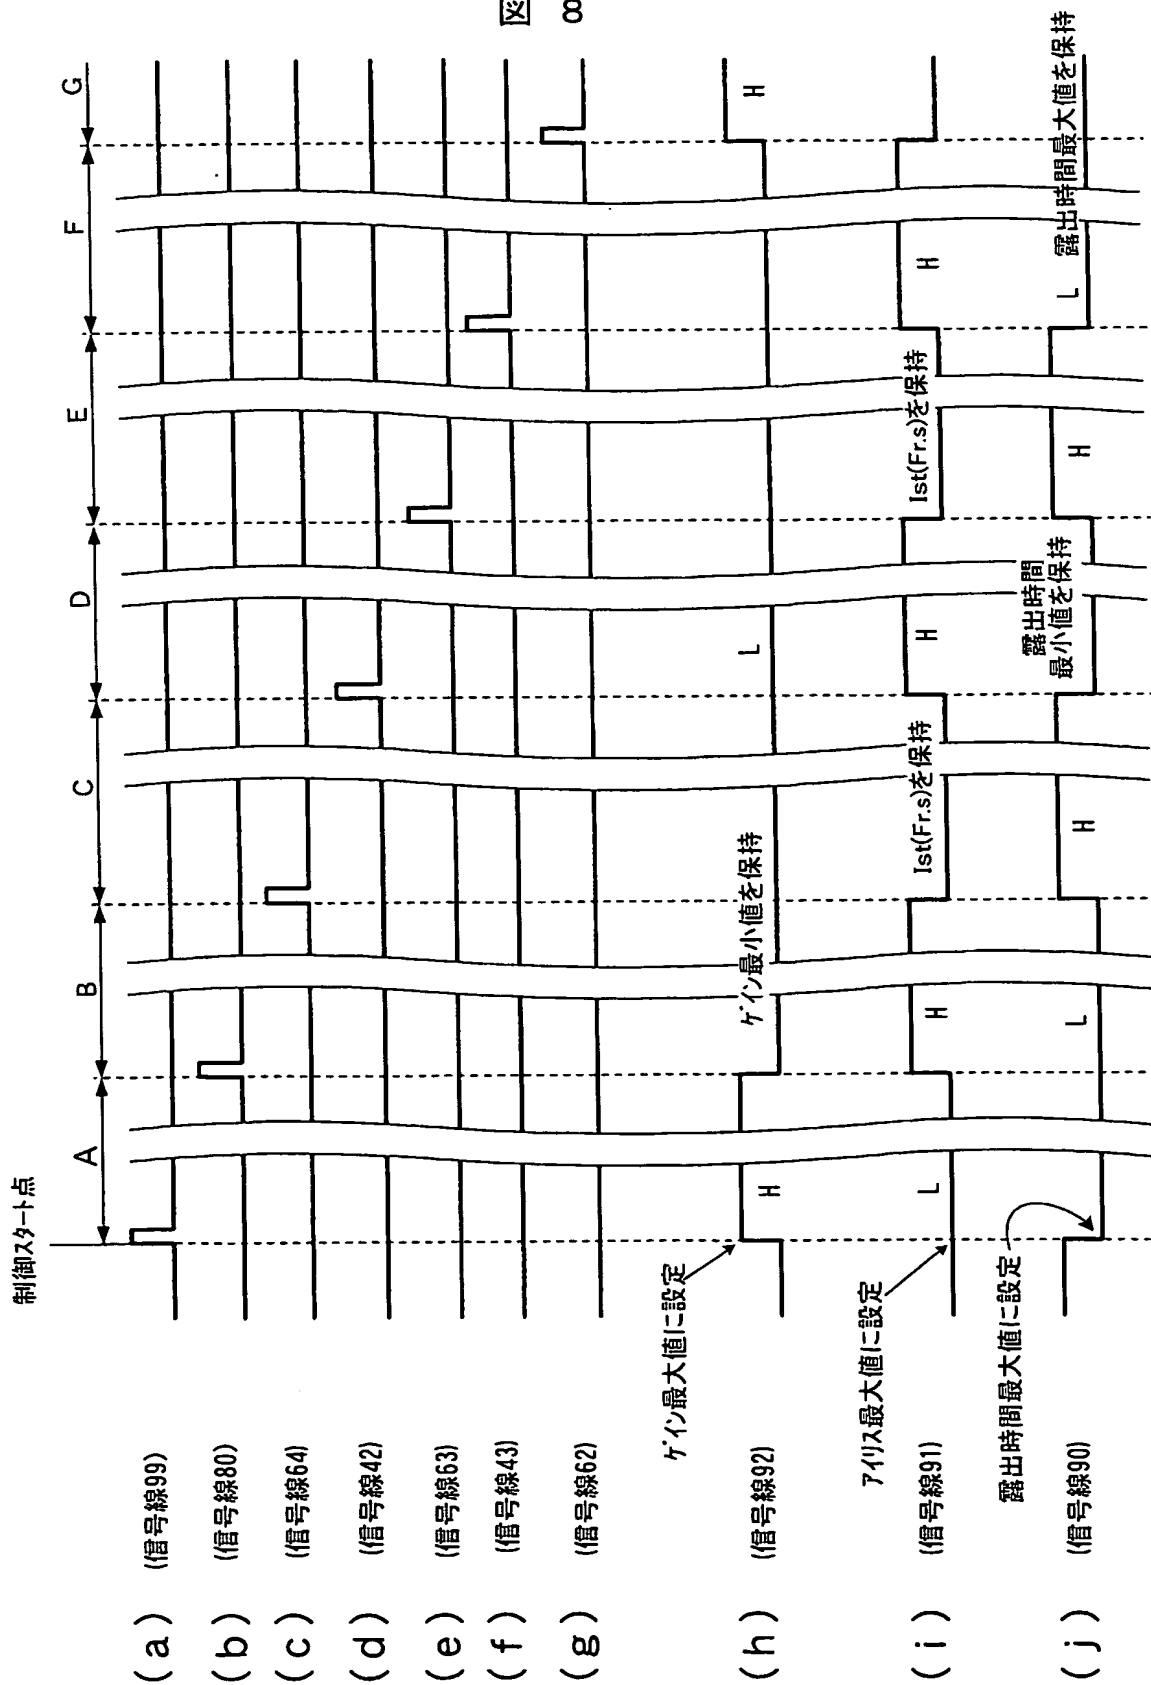 図 8
制御スタート点
A
B
C
D
E
F
G
(a) (信号線99)
(b) (信号線80)
(c) (信号線64)
(d) (信号線42)
(e) (信号線63)
(f) (信号線43)
(g) (信号線62)
ゲイン最大値に設定
(h) (信号線92)
H
ゲイン最小値を保持
L
H
アイリス最大値に設定
(i) (信号線91)
L
H
Ist(Fr.s)を保持
H
Ist(Fr.s)を保持
H
露出時間最大値に設定
(j) (信号線90)
L
H
露出時間
最小値を保持
H
L
露出時間最大値を保持